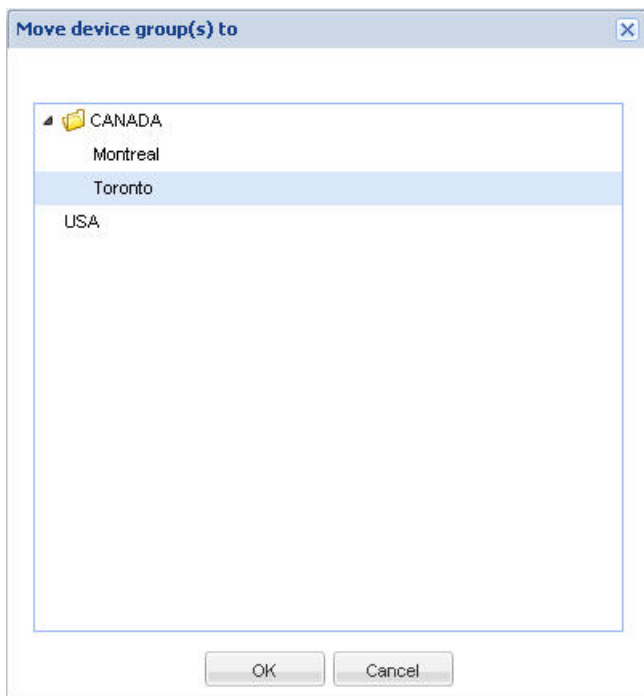 Move device group(s) to
CANADA
Montreal
Toronto
USA
OK Cancel